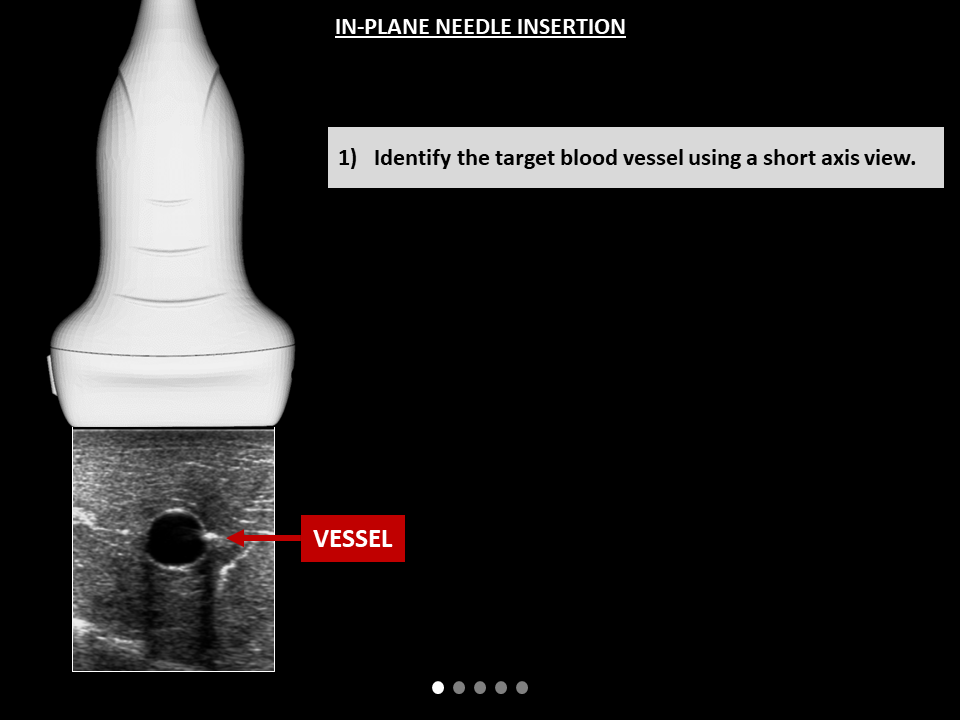 IN-PLANE NEEDLE INSERTION
1) Identify the target blood vessel using a short axis view.
VESSEL